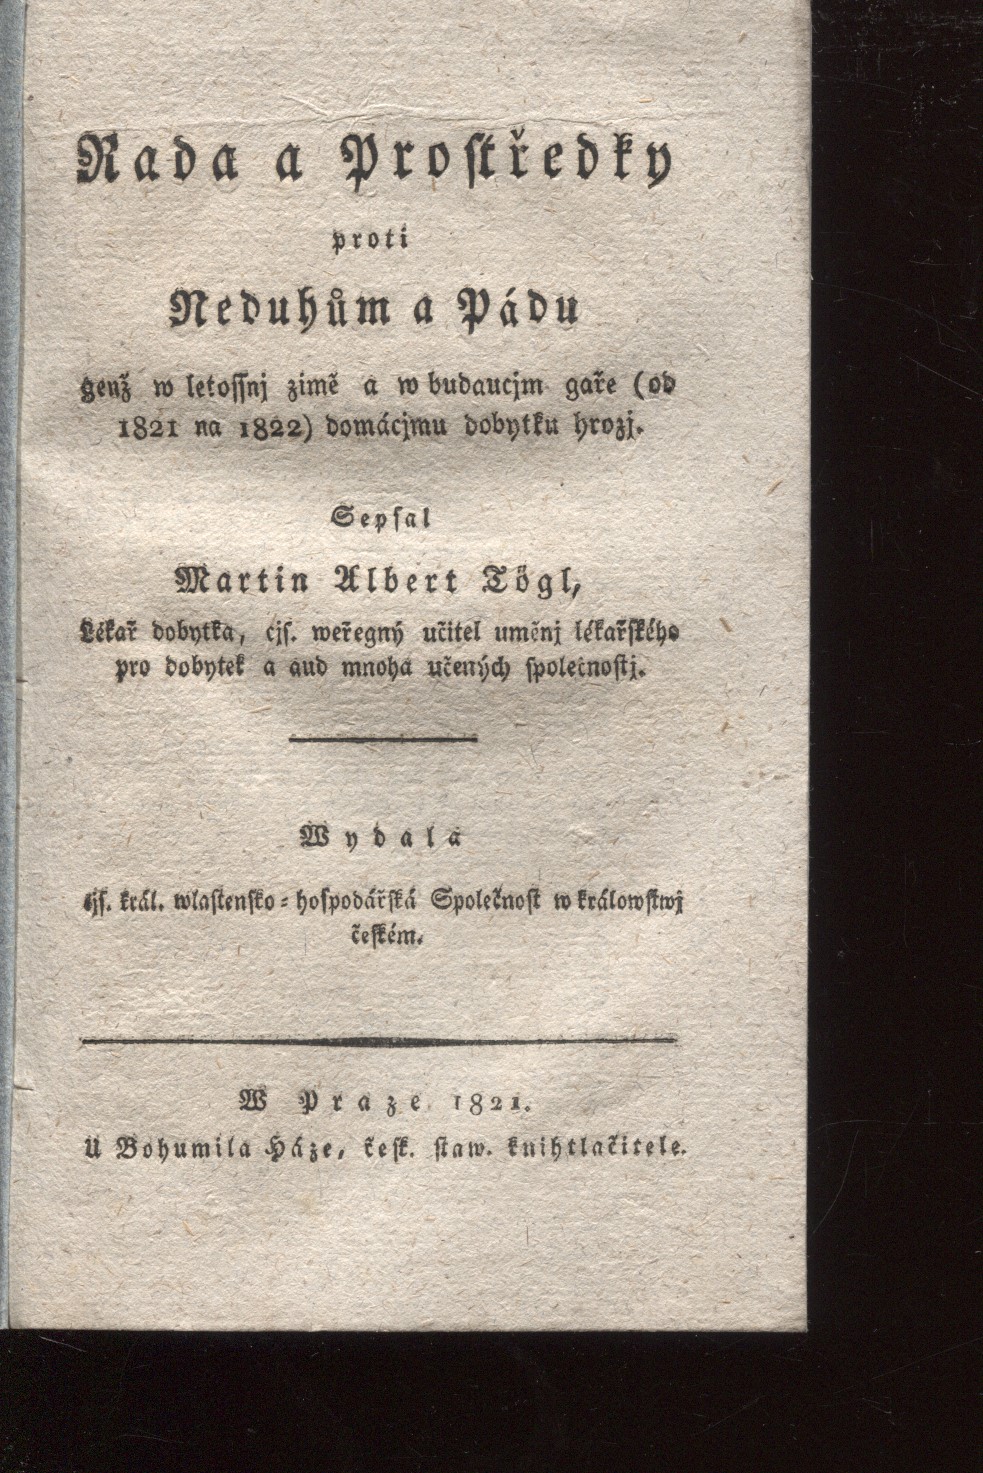 Rada a Prostředky
proti
Neduhům a Pádu
genž w letossnj zimě a w budaucjm gaře (od
1821 na 1822) domácjmu dobytku hrozj.
Sepsal
Martin Albert Tögl,
Lékař dobytka, cjs. weřegný učitel uměnj lékařského
pro dobytek a aud mnoha učených společnostj.
Wydala
cjs. král. wlastensko-hospodářská Společnost w králowstwj
českém.
W Praze 1821.
U Bohumila Háze, česk. staw. knihtlačitele.